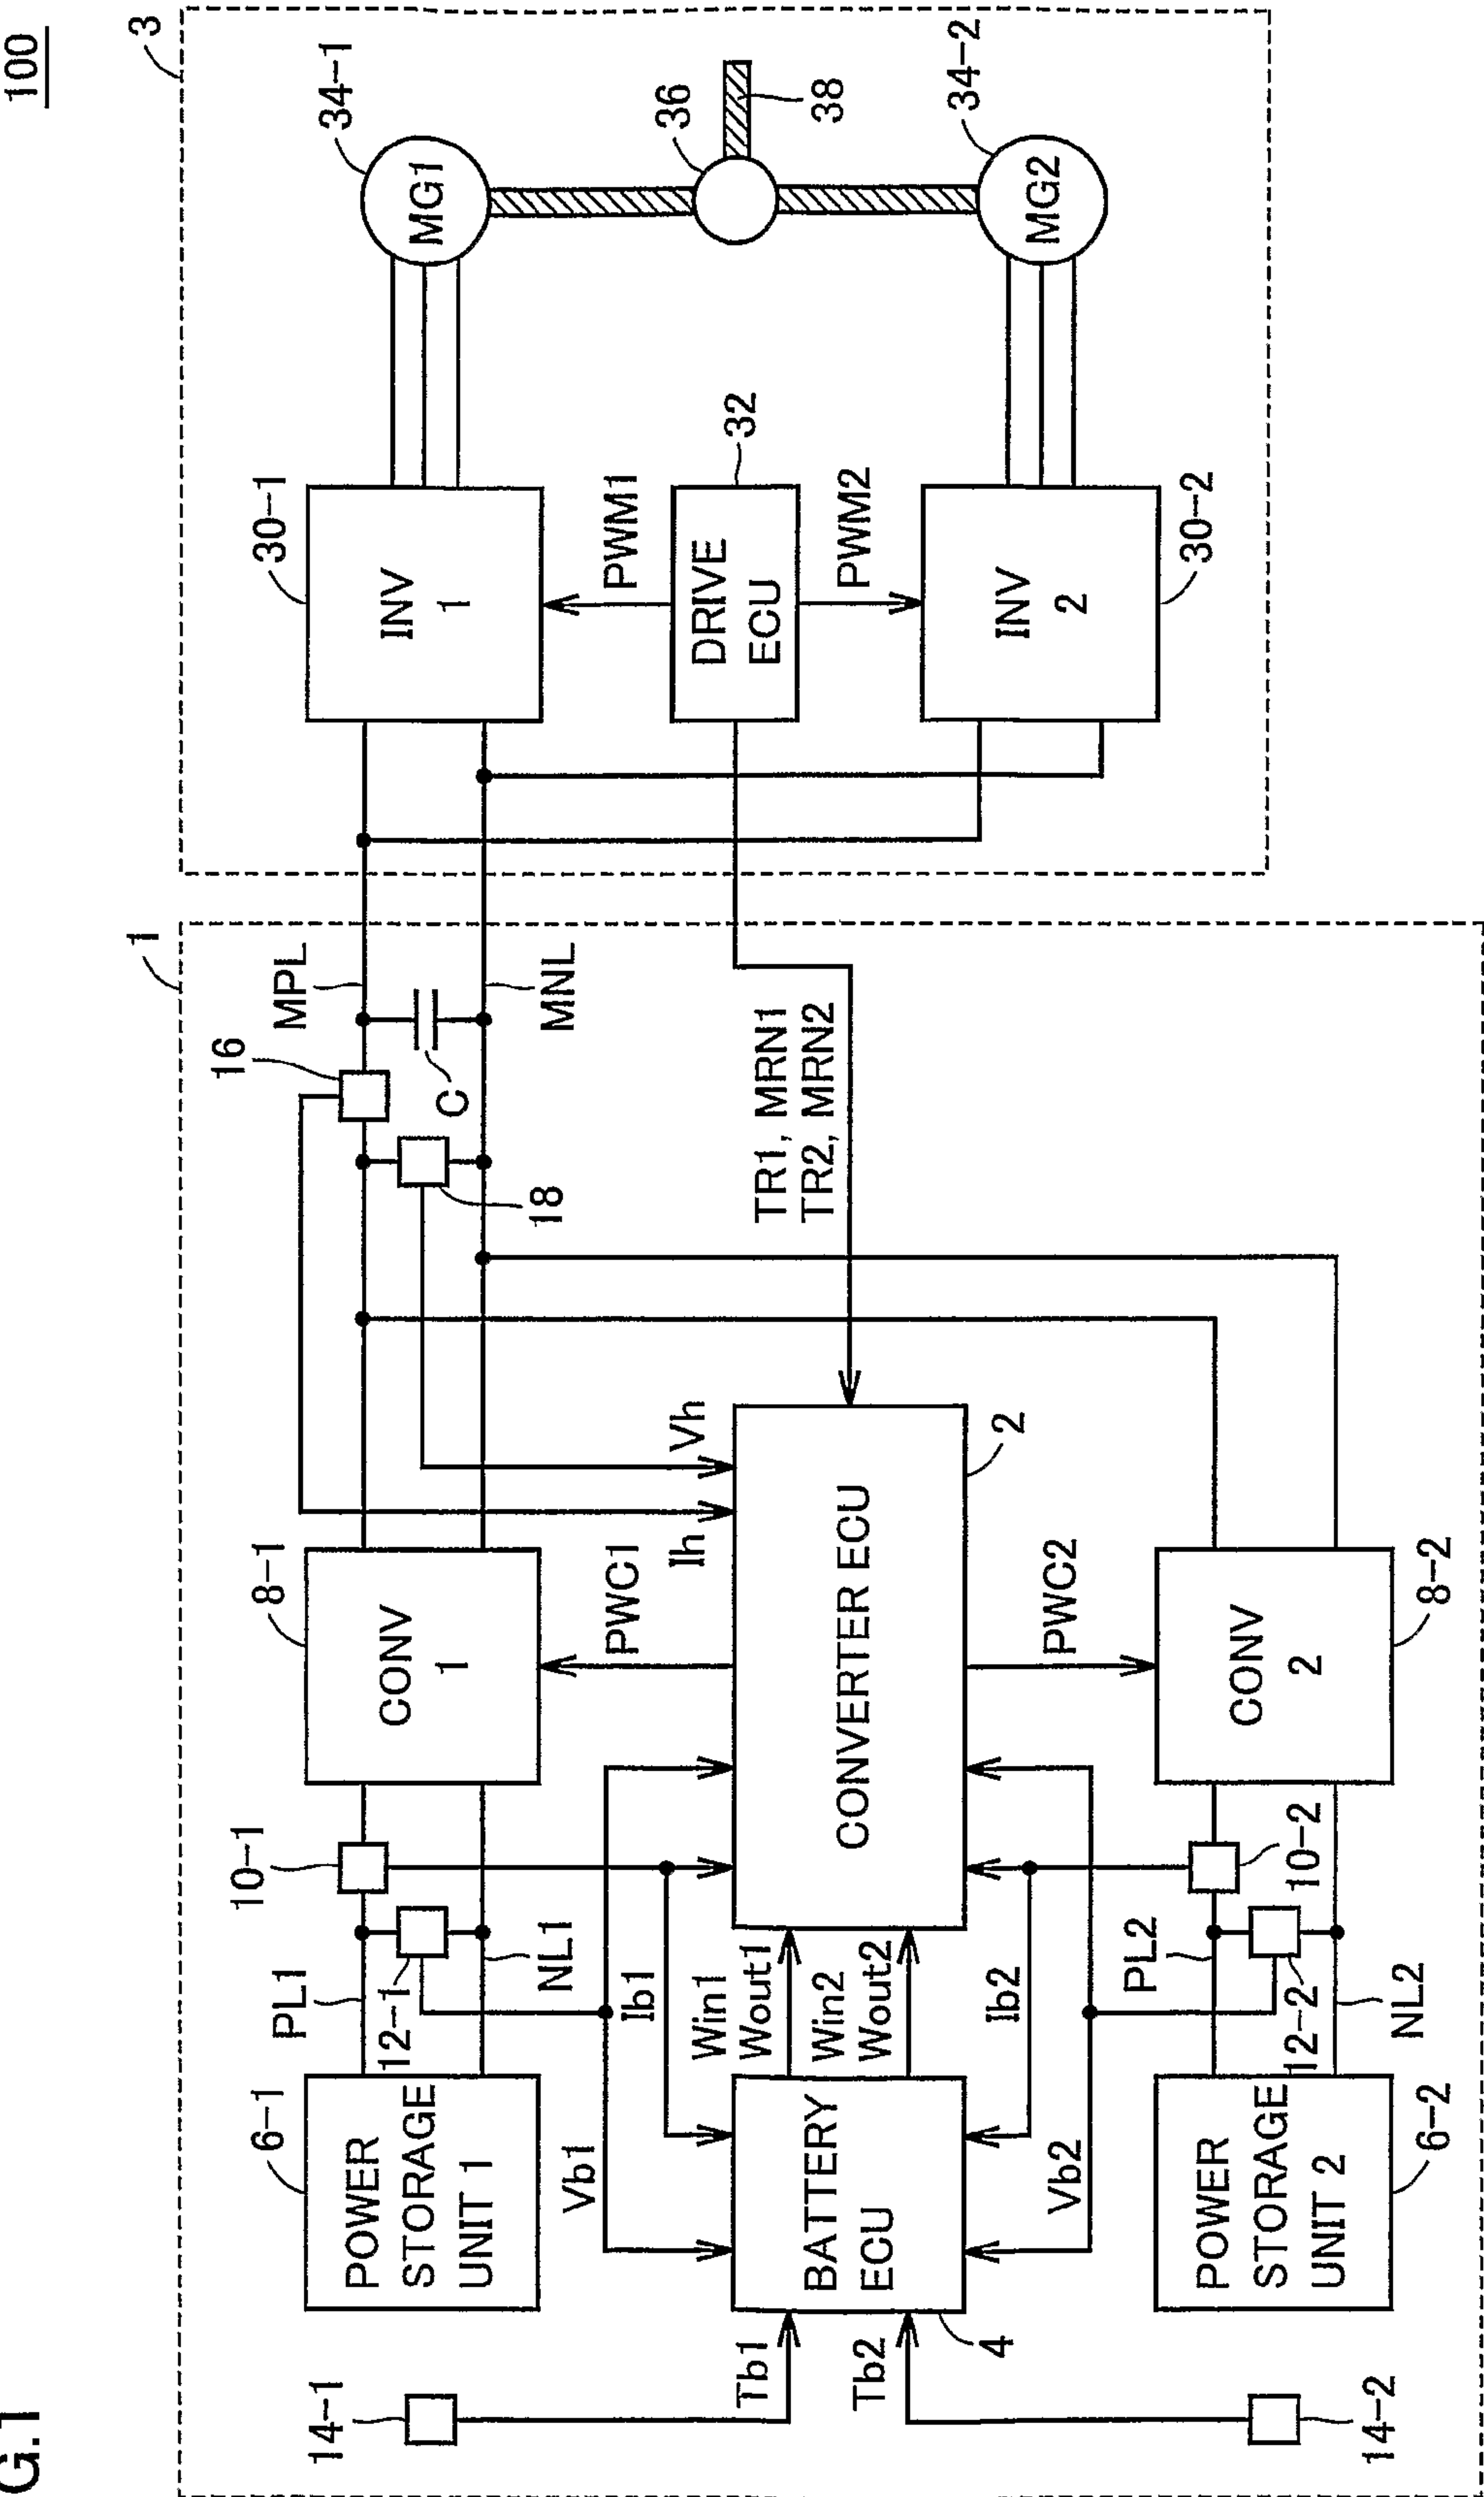 G.1
100
1
3
14-1
6-1
POWER
STORAGE
UNIT 1
PL1
12-1
NL1
10-1
8-1
CONV
1
16
MPL
C
MNL
18
30-1
INV
1
34-1
MG1
Vb1
Ib1
PWC1
Ih
Vh
PWM1
36
38
Tb1
Tb2
BATTERY
ECU
4
Win1
Wout1
Win2
Wout2
CONVERTER ECU
2
TR1, MRN1
TR2, MRN2
DRIVE
ECU
32
Vb2
Ib2
PWC2
PWM2
14-2
POWER
STORAGE
UNIT 2
6-2
PL2
12-2
NL2
10-2
CONV
2
8-2
INV
2
30-2
MG2
34-2